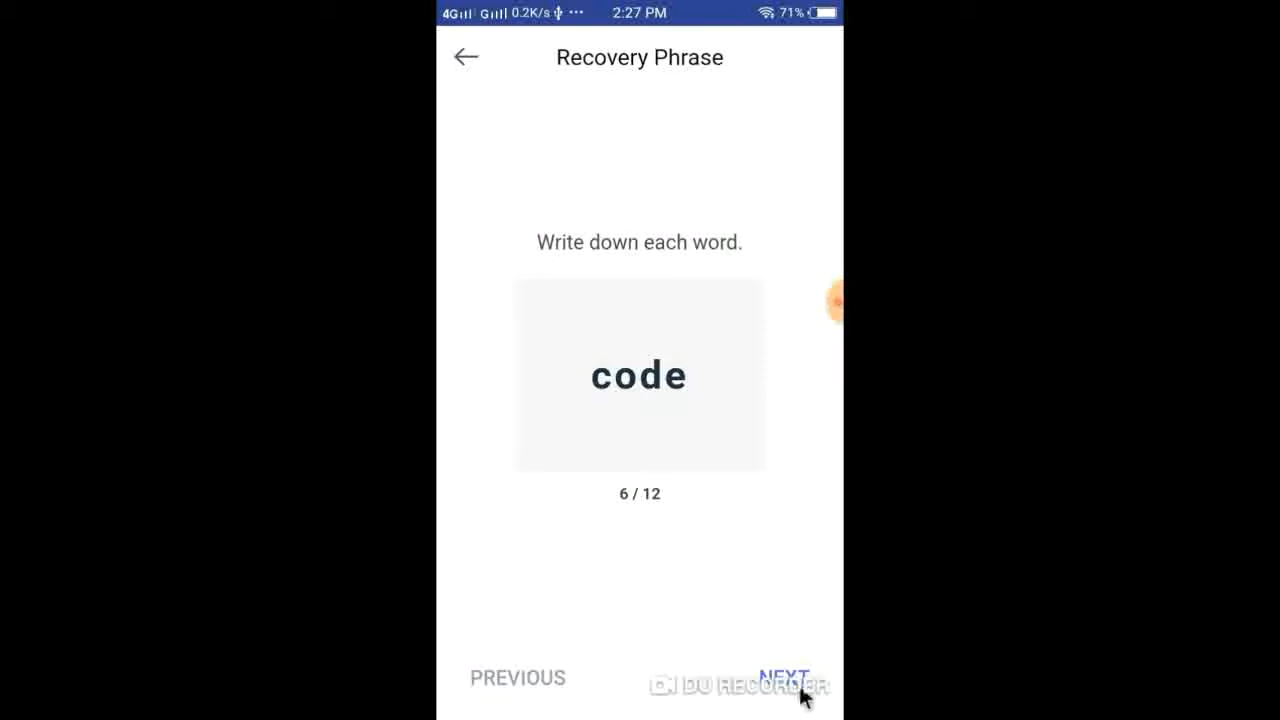 4G G 0.2K/s ... 2:27 PM 71%
Recovery Phrase
Write down each word.
code
6 / 12
PREVIOUS NEXT
DU RECORDER